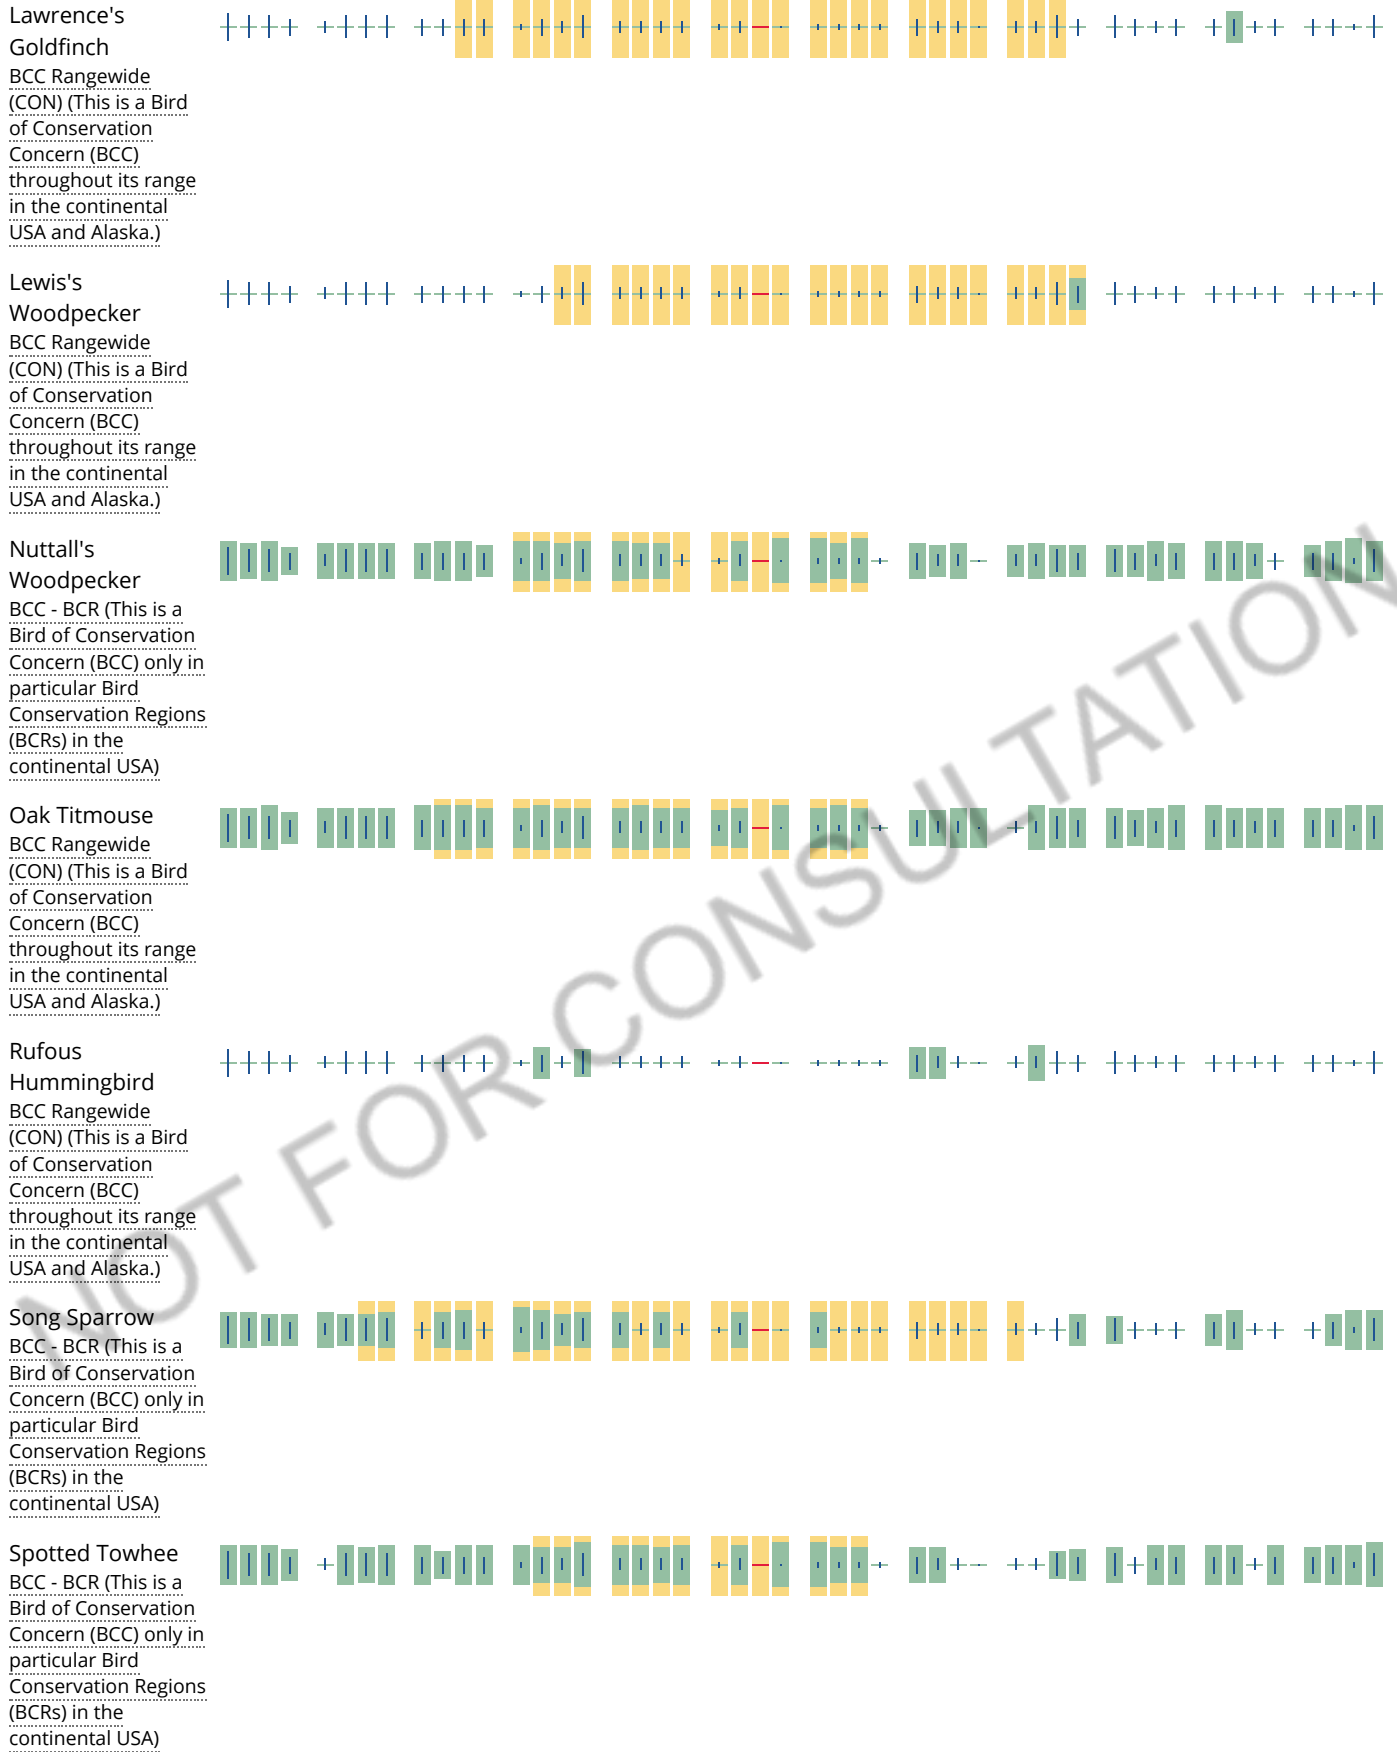 Lawrence's
Goldfinch
BCC Rangewide
(CON) (This is a Bird
of Conservation
Concern (BCC)
throughout its range
in the continental
USA and Alaska.)
Lewis's
Woodpecker
BCC Rangewide
(CON) (This is a Bird
of Conservation
Concern (BCC)
throughout its range
in the continental
USA and Alaska.)
Nuttall's
Woodpecker
BCC - BCR (This is a
Bird of Conservation
Concern (BCC) only in
particular Bird
Conservation Regions
(BCRs) in the
continental USA)
Oak Titmouse
BCC Rangewide
(CON) (This is a Bird
of Conservation
Concern (BCC)
throughout its range
in the continental
USA and Alaska.)
Rufous
Hummingbird
BCC Rangewide
(CON) (This is a Bird
of Conservation
Concern (BCC)
throughout its range
in the continental
USA and Alaska.)
Song Sparrow
BCC - BCR (This is a
Bird of Conservation
Concern (BCC) only in
particular Bird
Conservation Regions
(BCRs) in the
continental USA)
Spotted Towhee
BCC - BCR (This is a
Bird of Conservation
Concern (BCC) only in
particular Bird
Conservation Regions
(BCRs) in the
continental USA)
NOT FOR CONSULTATION